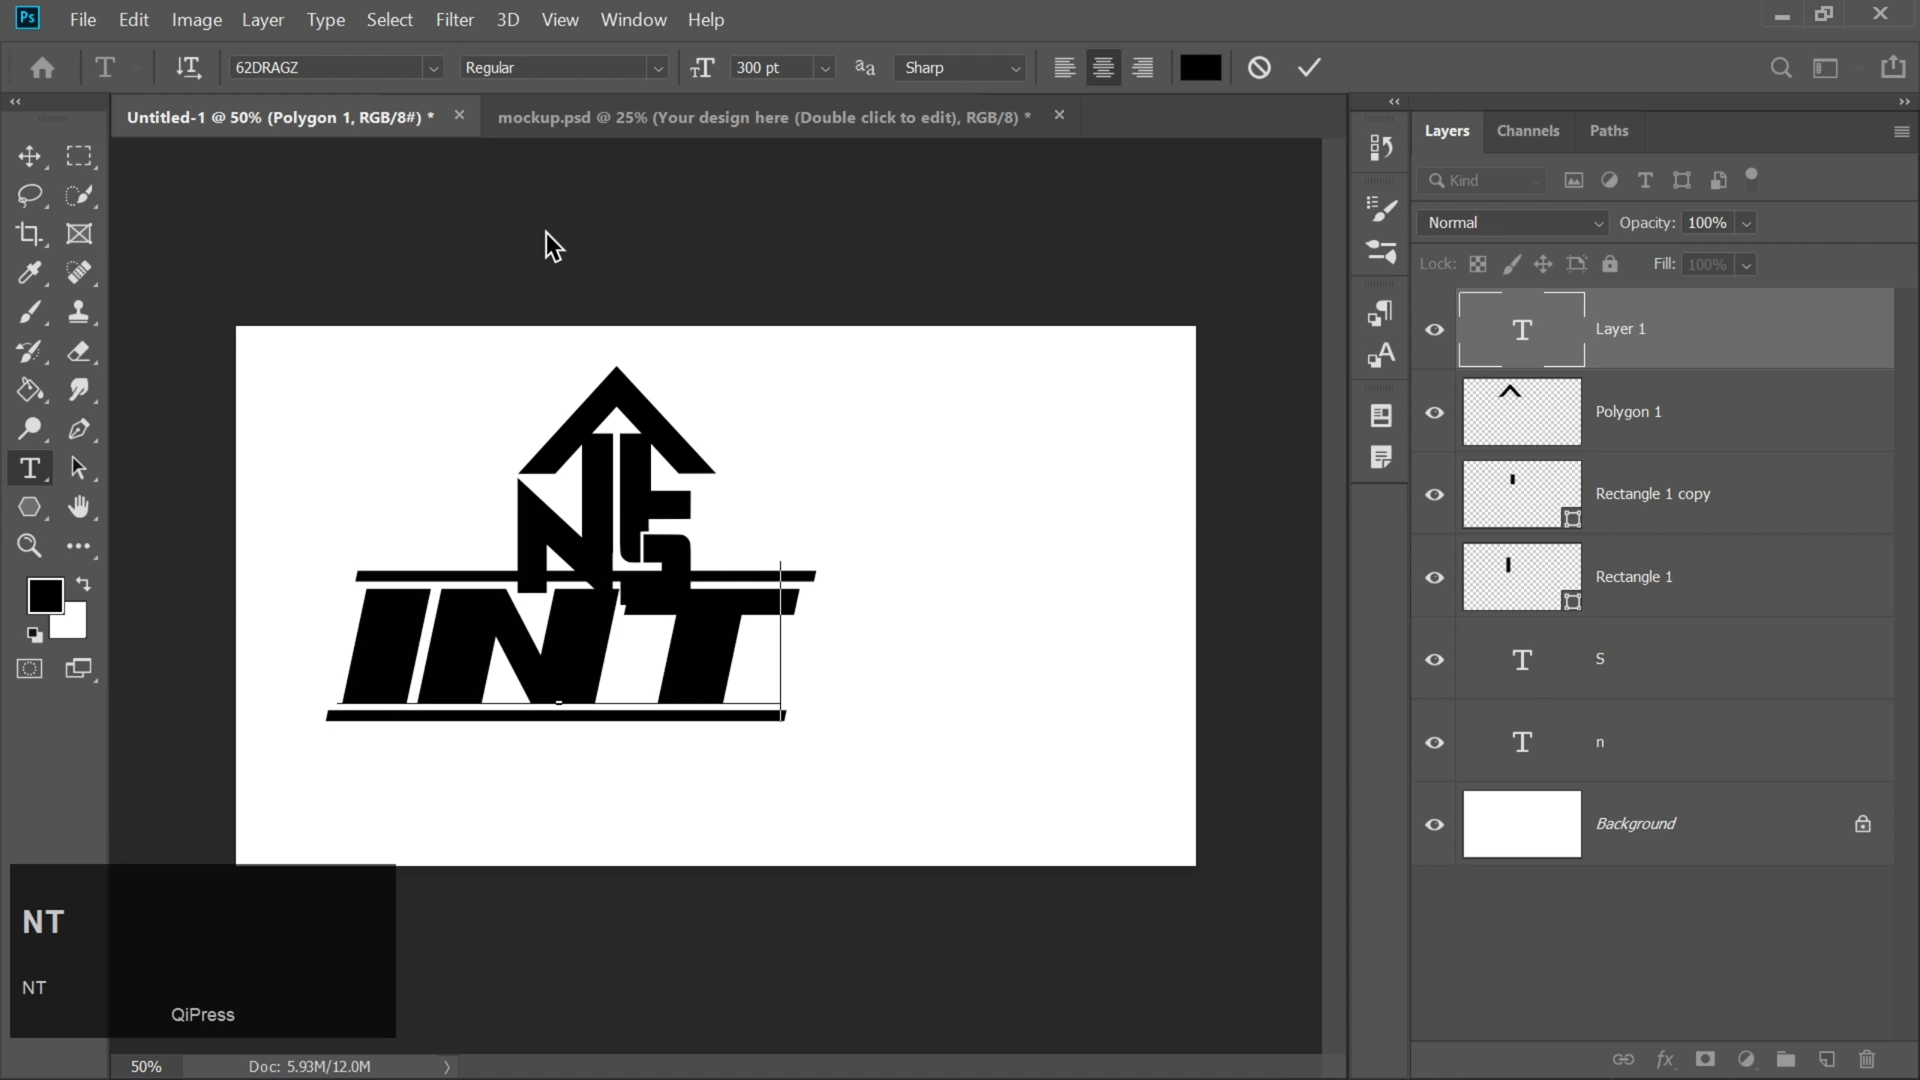 Ps File Edit Image Layer Type Select Filter 3D View Window Help
T 62DRAGZ Regular 300 pt aa Sharp
Untitled-1 @ 50% (Polygon 1, RGB/8#) * mockup.psd @ 25% (Your design here (Double click to edit), RGB/8) *
Layers Channels Paths
Kind
Normal Opacity: 100%
Lock: Fill: 100%
T Layer 1
Polygon 1
Rectangle 1 copy
Rectangle 1
T S
T n
Background
N S
INT
NT
NT
QiPress
50% Doc: 5.93M/12.0M
fx